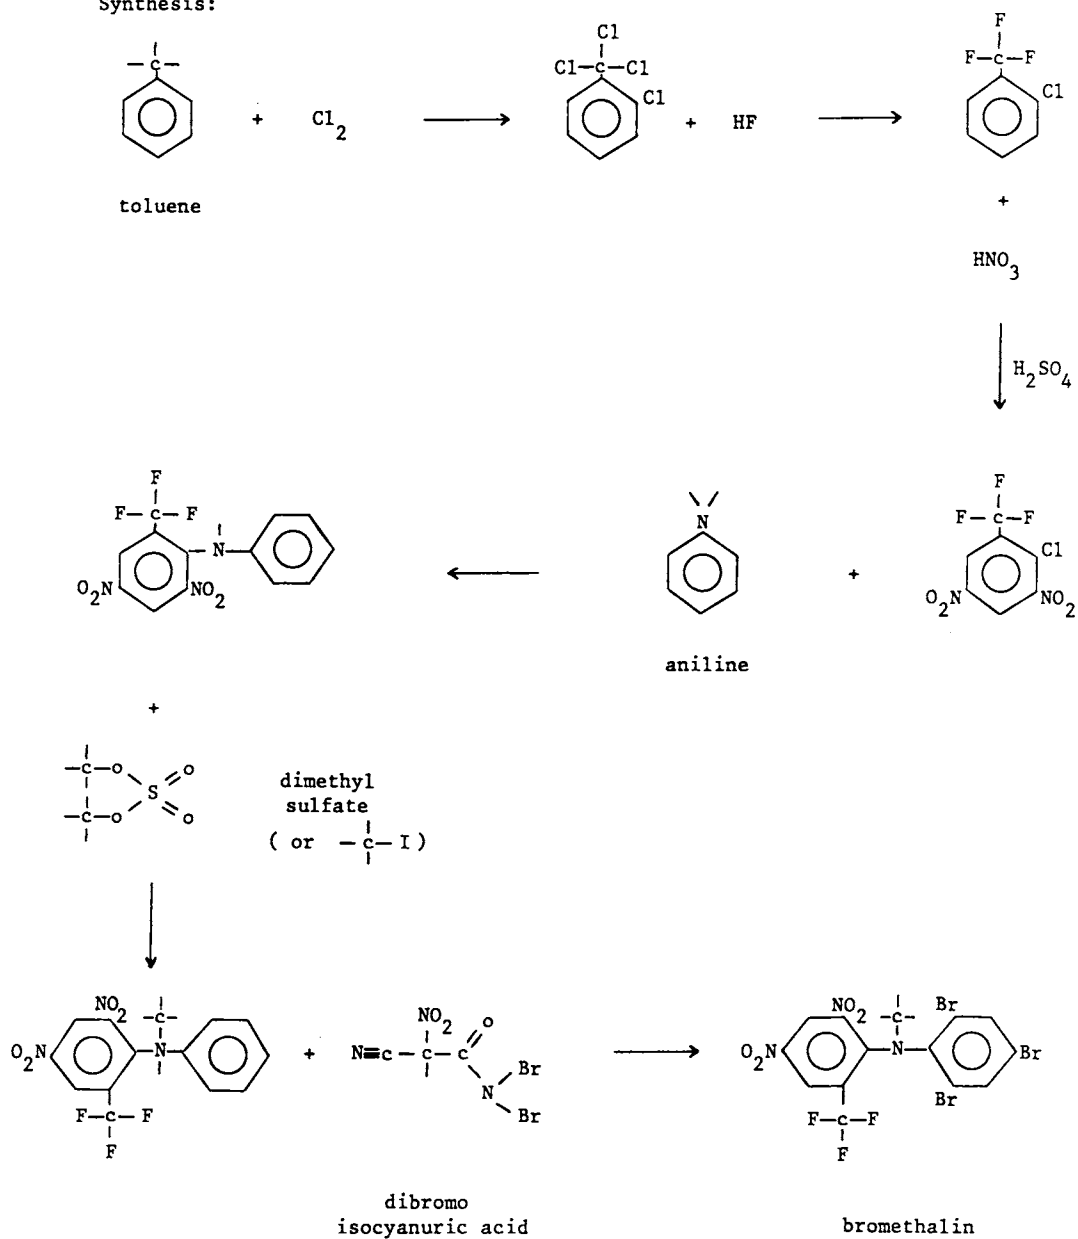 Synthesis:
toluene
+
Cl2
Cl
Cl-C-Cl
Cl
+
HF
F
F-C-F
Cl
+
HNO3
H2SO4
F
F-C-F
Cl
O2N
NO2
+
N
aniline
F
F-C-F
N
O2N
NO2
+
C-O
C-O
S
O
O
dimethyl
sulfate
( or -C-I )
NO2
C
O2N
N
F-C-F
F
+
NO2
O
N≡C-C-C
N
Br
Br
dibromo
isocyanuric acid
NO2
C
Br
O2N
N
Br
Br
F-C-F
F
bromethalin